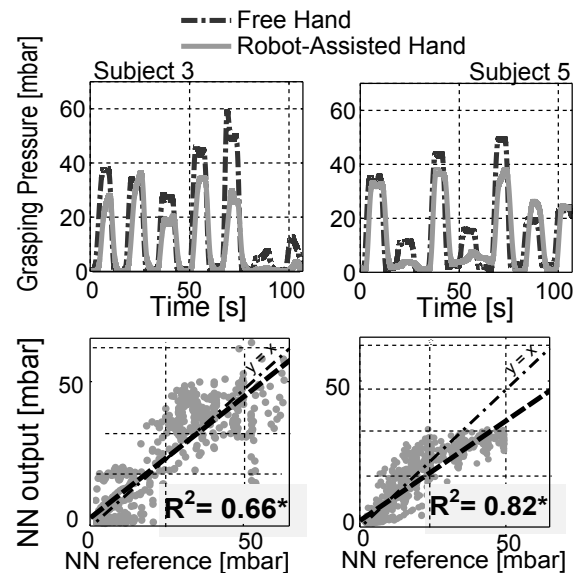 Free Hand
Robot-Assisted Hand
Subject 3
Subject 5
Grasping Pressure [mbar]
60
40
20
0
0
50
100
Time [s]
60
40
20
0
0
50
100
Time [s]
NN output [mbar]
50
0
y = x
R²= 0.66*
0
50
NN reference [mbar]
50
0
y = x
R²= 0.82*
0
50
NN reference [mbar]